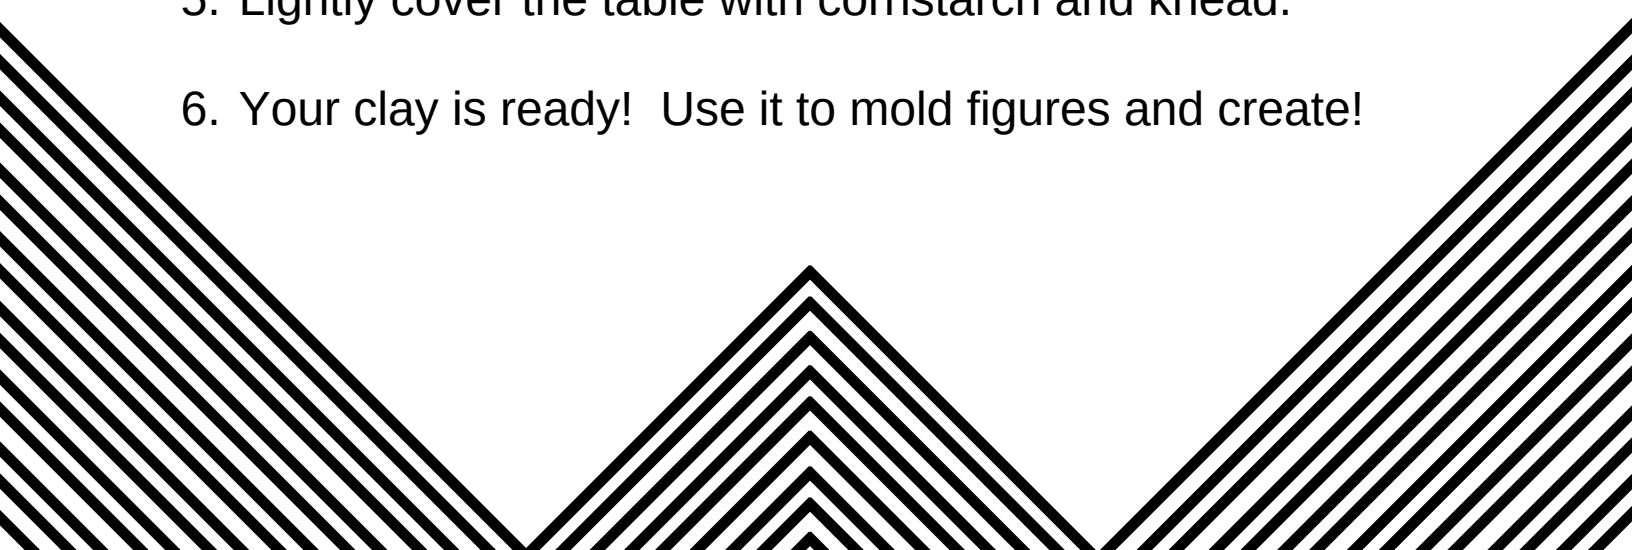 5. Lightly cover the table with cornstarch and knead.
6. Your clay is ready!  Use it to mold figures and create!